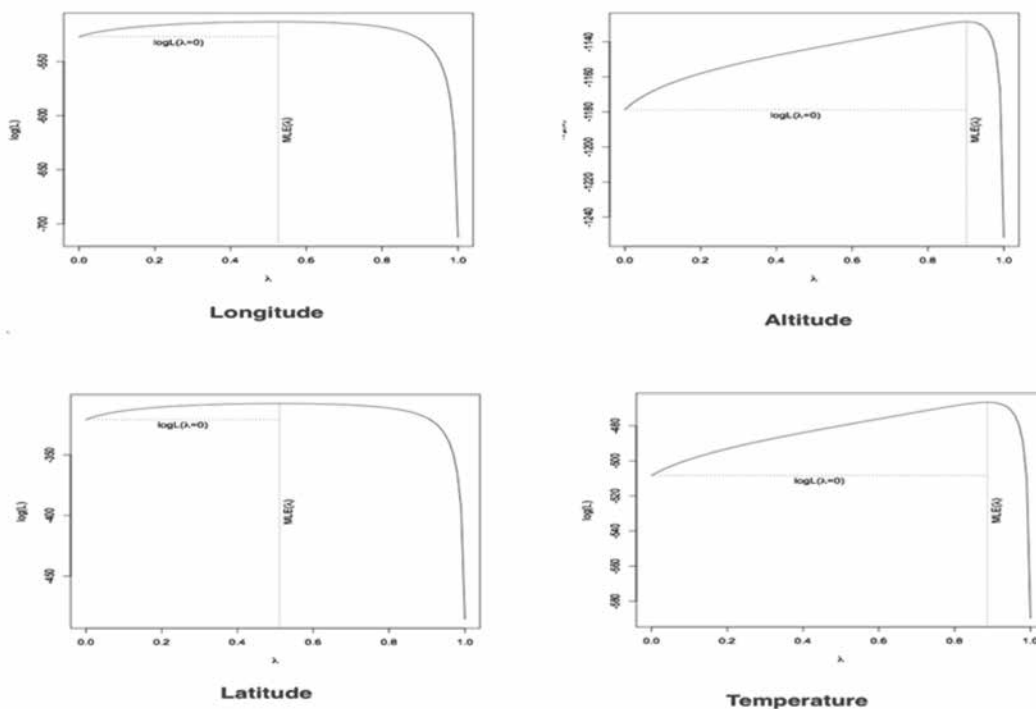 -550
-600
-650
-700
log(L)
logL(λ=0)
MLE(λ)
0.0 0.2 0.4 0.6 0.8 1.0
λ
Longitude
-1140
-1160
-1180
-1200
-1220
-1240
logL(λ=0)
MLE(λ)
0.0 0.2 0.4 0.6 0.8 1.0
λ
Altitude
-350
-400
-450
log(L)
logL(λ=0)
MLE(λ)
0.0 0.2 0.4 0.6 0.8 1.0
λ
Latitude
-480
-500
-520
-540
-560
-580
log(L)
logL(λ=0)
MLE(λ)
0.0 0.2 0.4 0.6 0.8 1.0
λ
Temperature